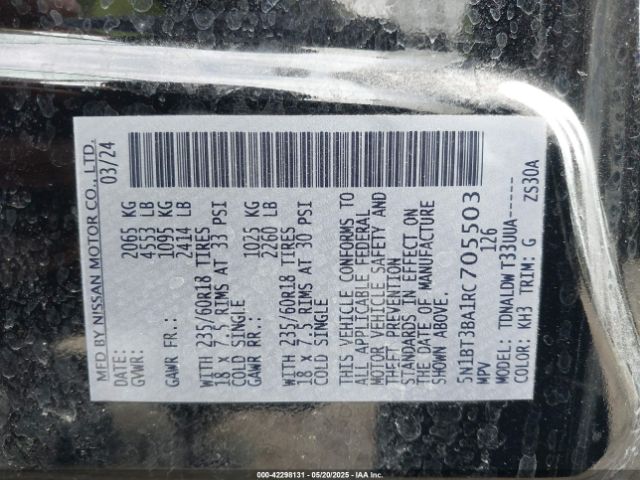 MFD BY NISSAN MOTOR CO., LTD.
DATE: 03/24
GVWR: 2065 KG
4553 LB
GAWR FR.: 1095 KG
2414 LB
WITH 235/60R18 TIRES
18 X 7.5 RIMS AT 33 PSI
COLD SINGLE
GAWR RR.: 1025 KG
2260 LB
WITH 235/60R18 TIRES
18 X 7.5 RIMS AT 30 PSI
COLD SINGLE
THIS VEHICLE CONFORMS TO
ALL APPLICABLE FEDERAL
MOTOR VEHICLE SAFETY AND
THEFT PREVENTION
STANDARDS IN EFFECT ON
THE DATE OF MANUFACTURE
SHOWN ABOVE.
5N1BT3BA1RC705503
MPV 126
MODEL: TDNALDWT33UUA-----
COLOR: KH3 TRIM: G ZS30A
000-42298131 - 05/20/2025 - IAAI.com